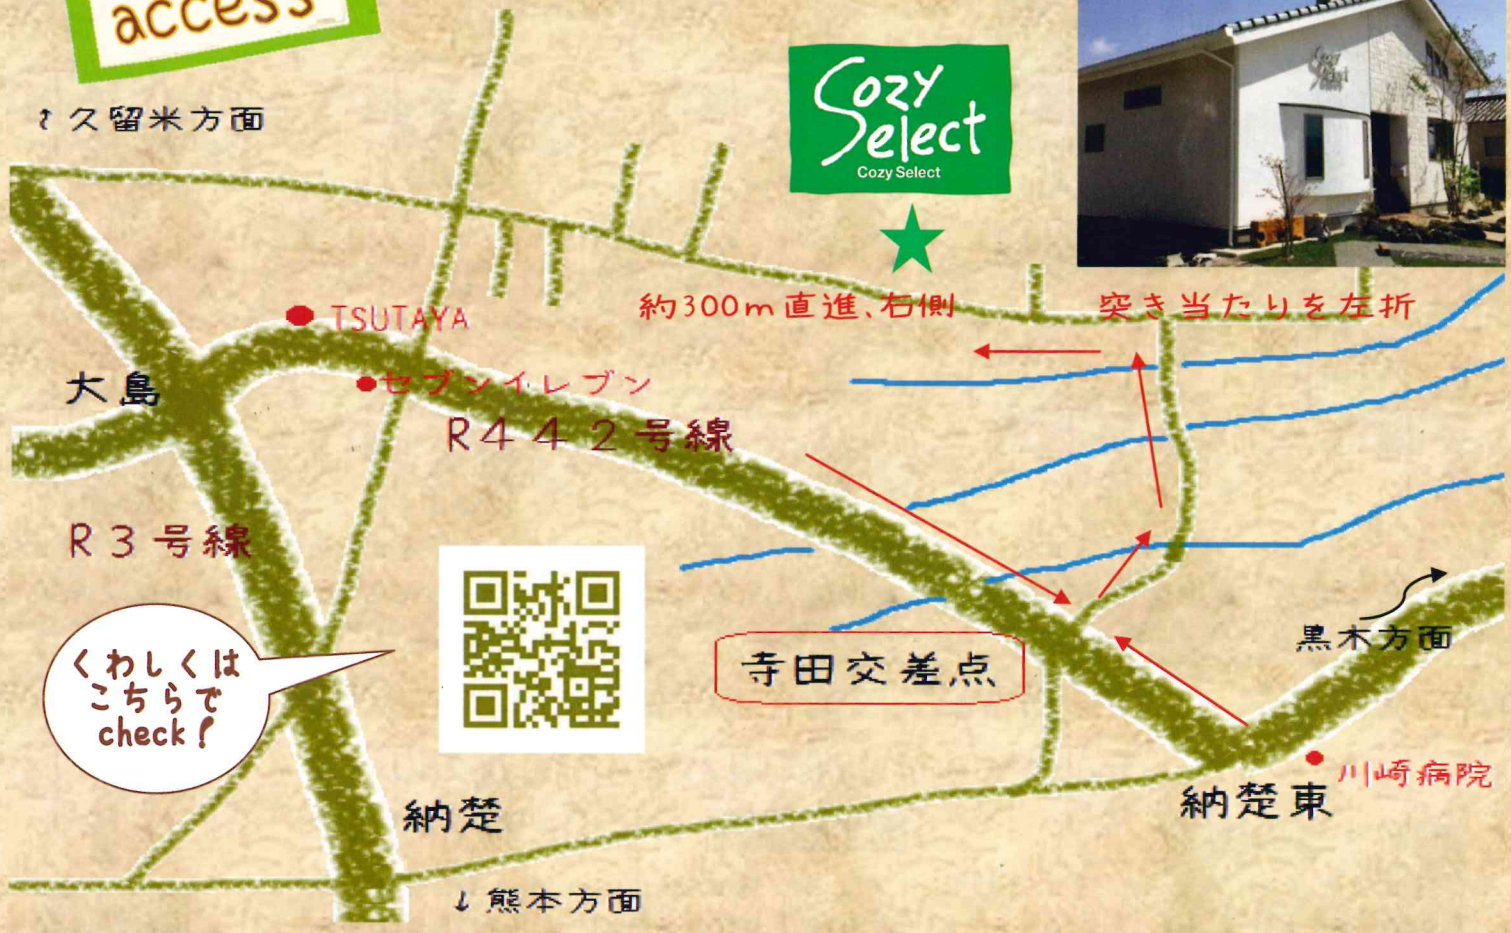 access
↑久留米方面
Cozy
Select
Cozy Select
Cozy
Select
約300m直進、右側
突き当たりを左折
TSUTAYA
大島
セブンイレブン
R442号線
R3号線
くわしくは
こちらで
check!
寺田交差点
黒木方面
川崎病院
納楚
納楚東
↓熊本方面